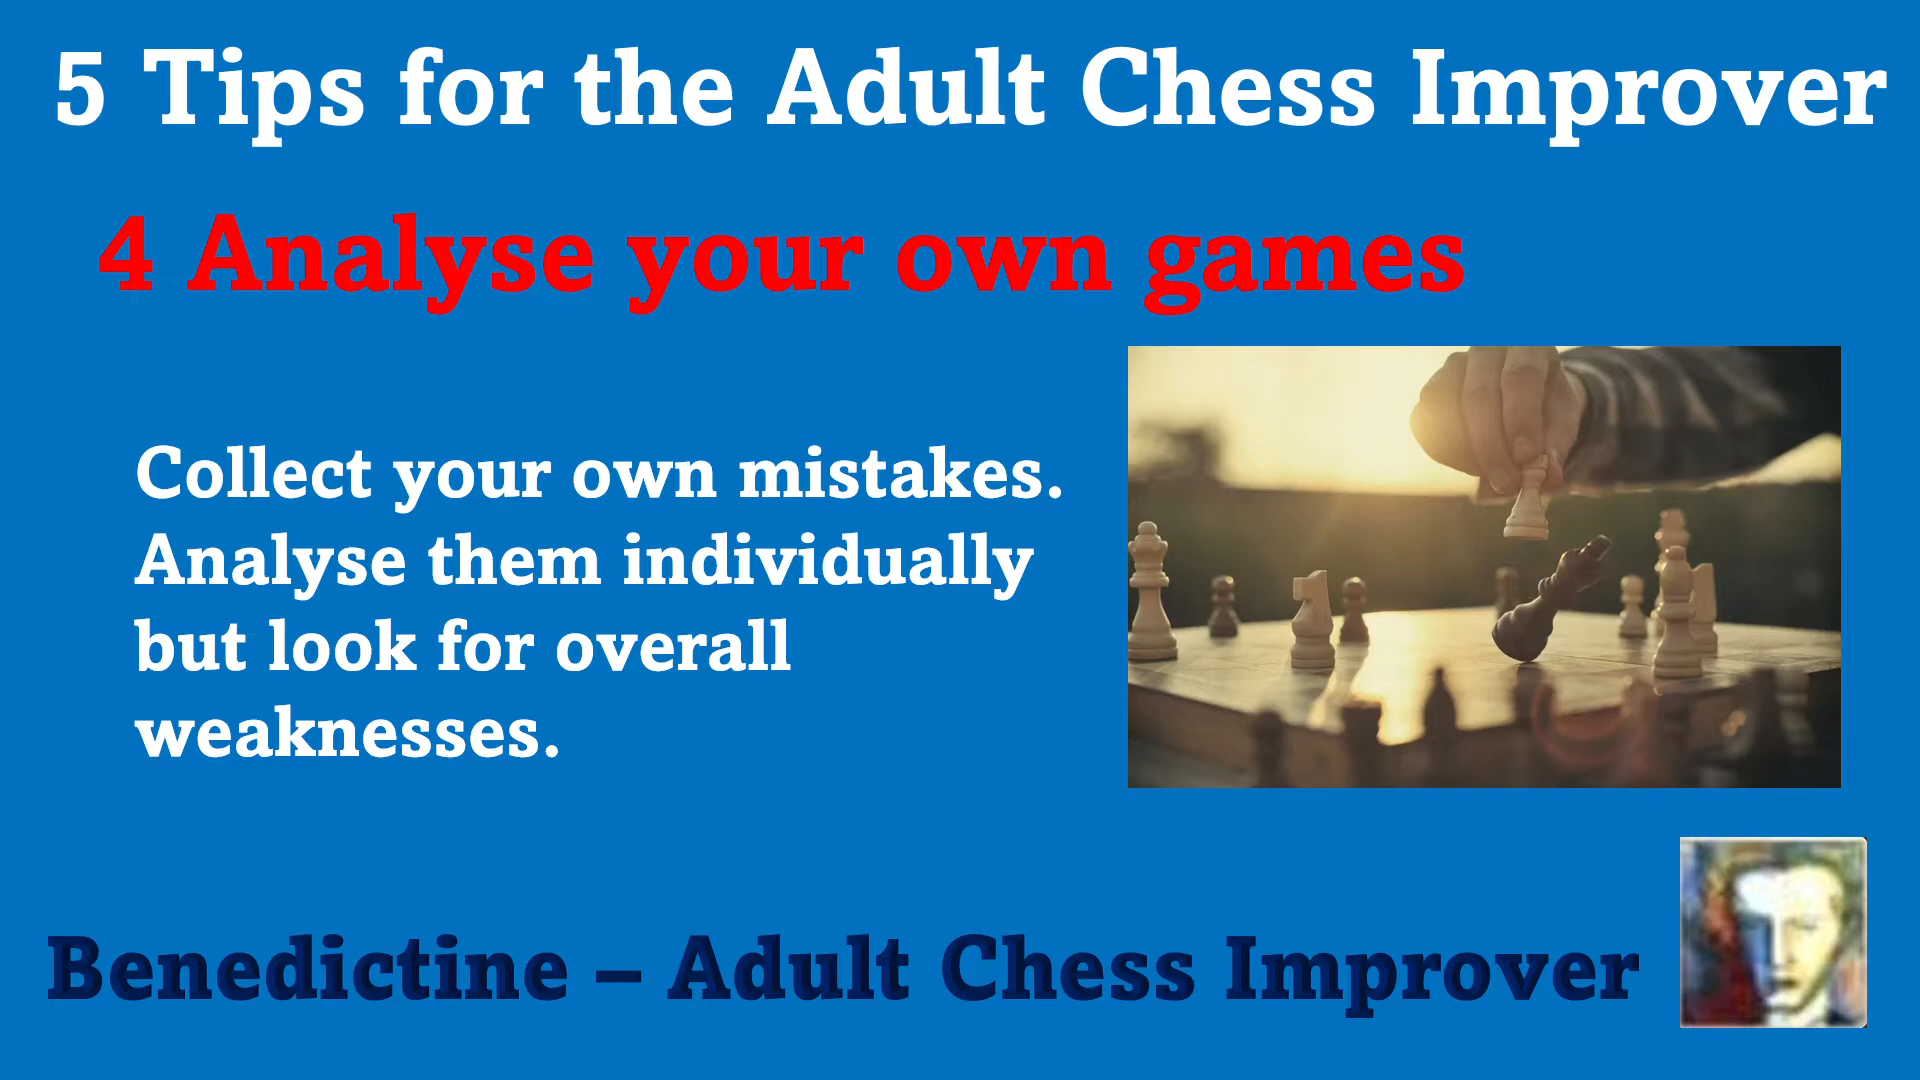 5 Tips for the Adult Chess Improver
4 Analyse your own games
Collect your own mistakes.
Analyse them individually
but look for overall
weaknesses.
Benedictine – Adult Chess Improver